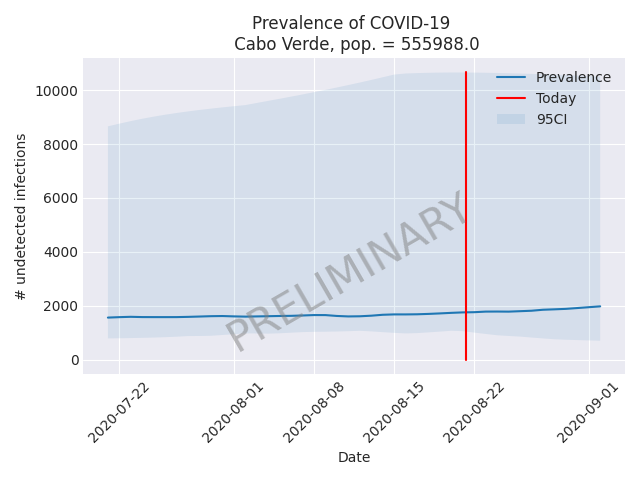 Prevalence of COVID-19
Cabo Verde, pop. = 555988.0
# undetected infections
10000
8000
6000
4000
2000
0
Prevalence
Today
95CI
PRELIMINARY
2020-07-22
2020-08-01
2020-08-08
2020-08-15
2020-08-22
2020-09-01
Date